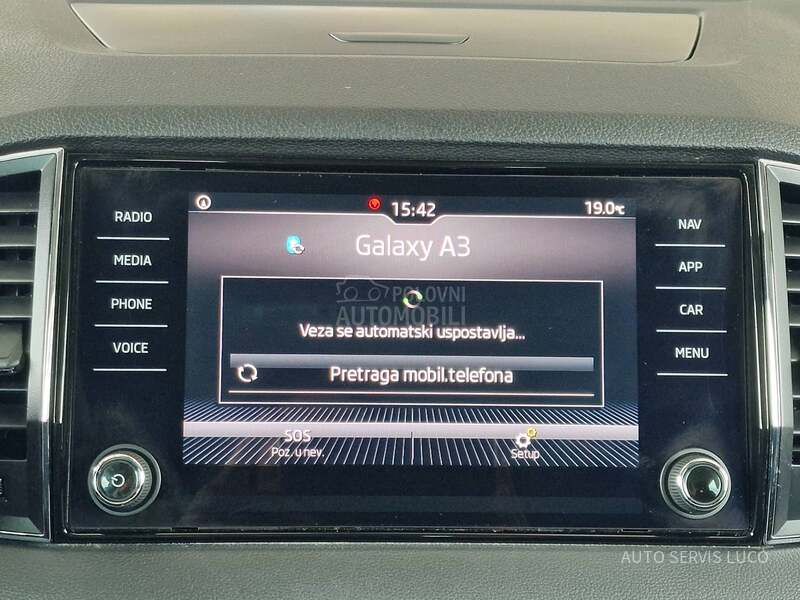 RADIO
MEDIA
PHONE
VOICE
15:42
19.0°C
Galaxy A3
POLOVNI
AUTOMOBILI
Veza se automatski uspostavlja...
Pretraga mobil.telefona
SOS
Poz. u nev.
Setup
NAV
APP
CAR
MENU
AUTO SERVIS LUCO